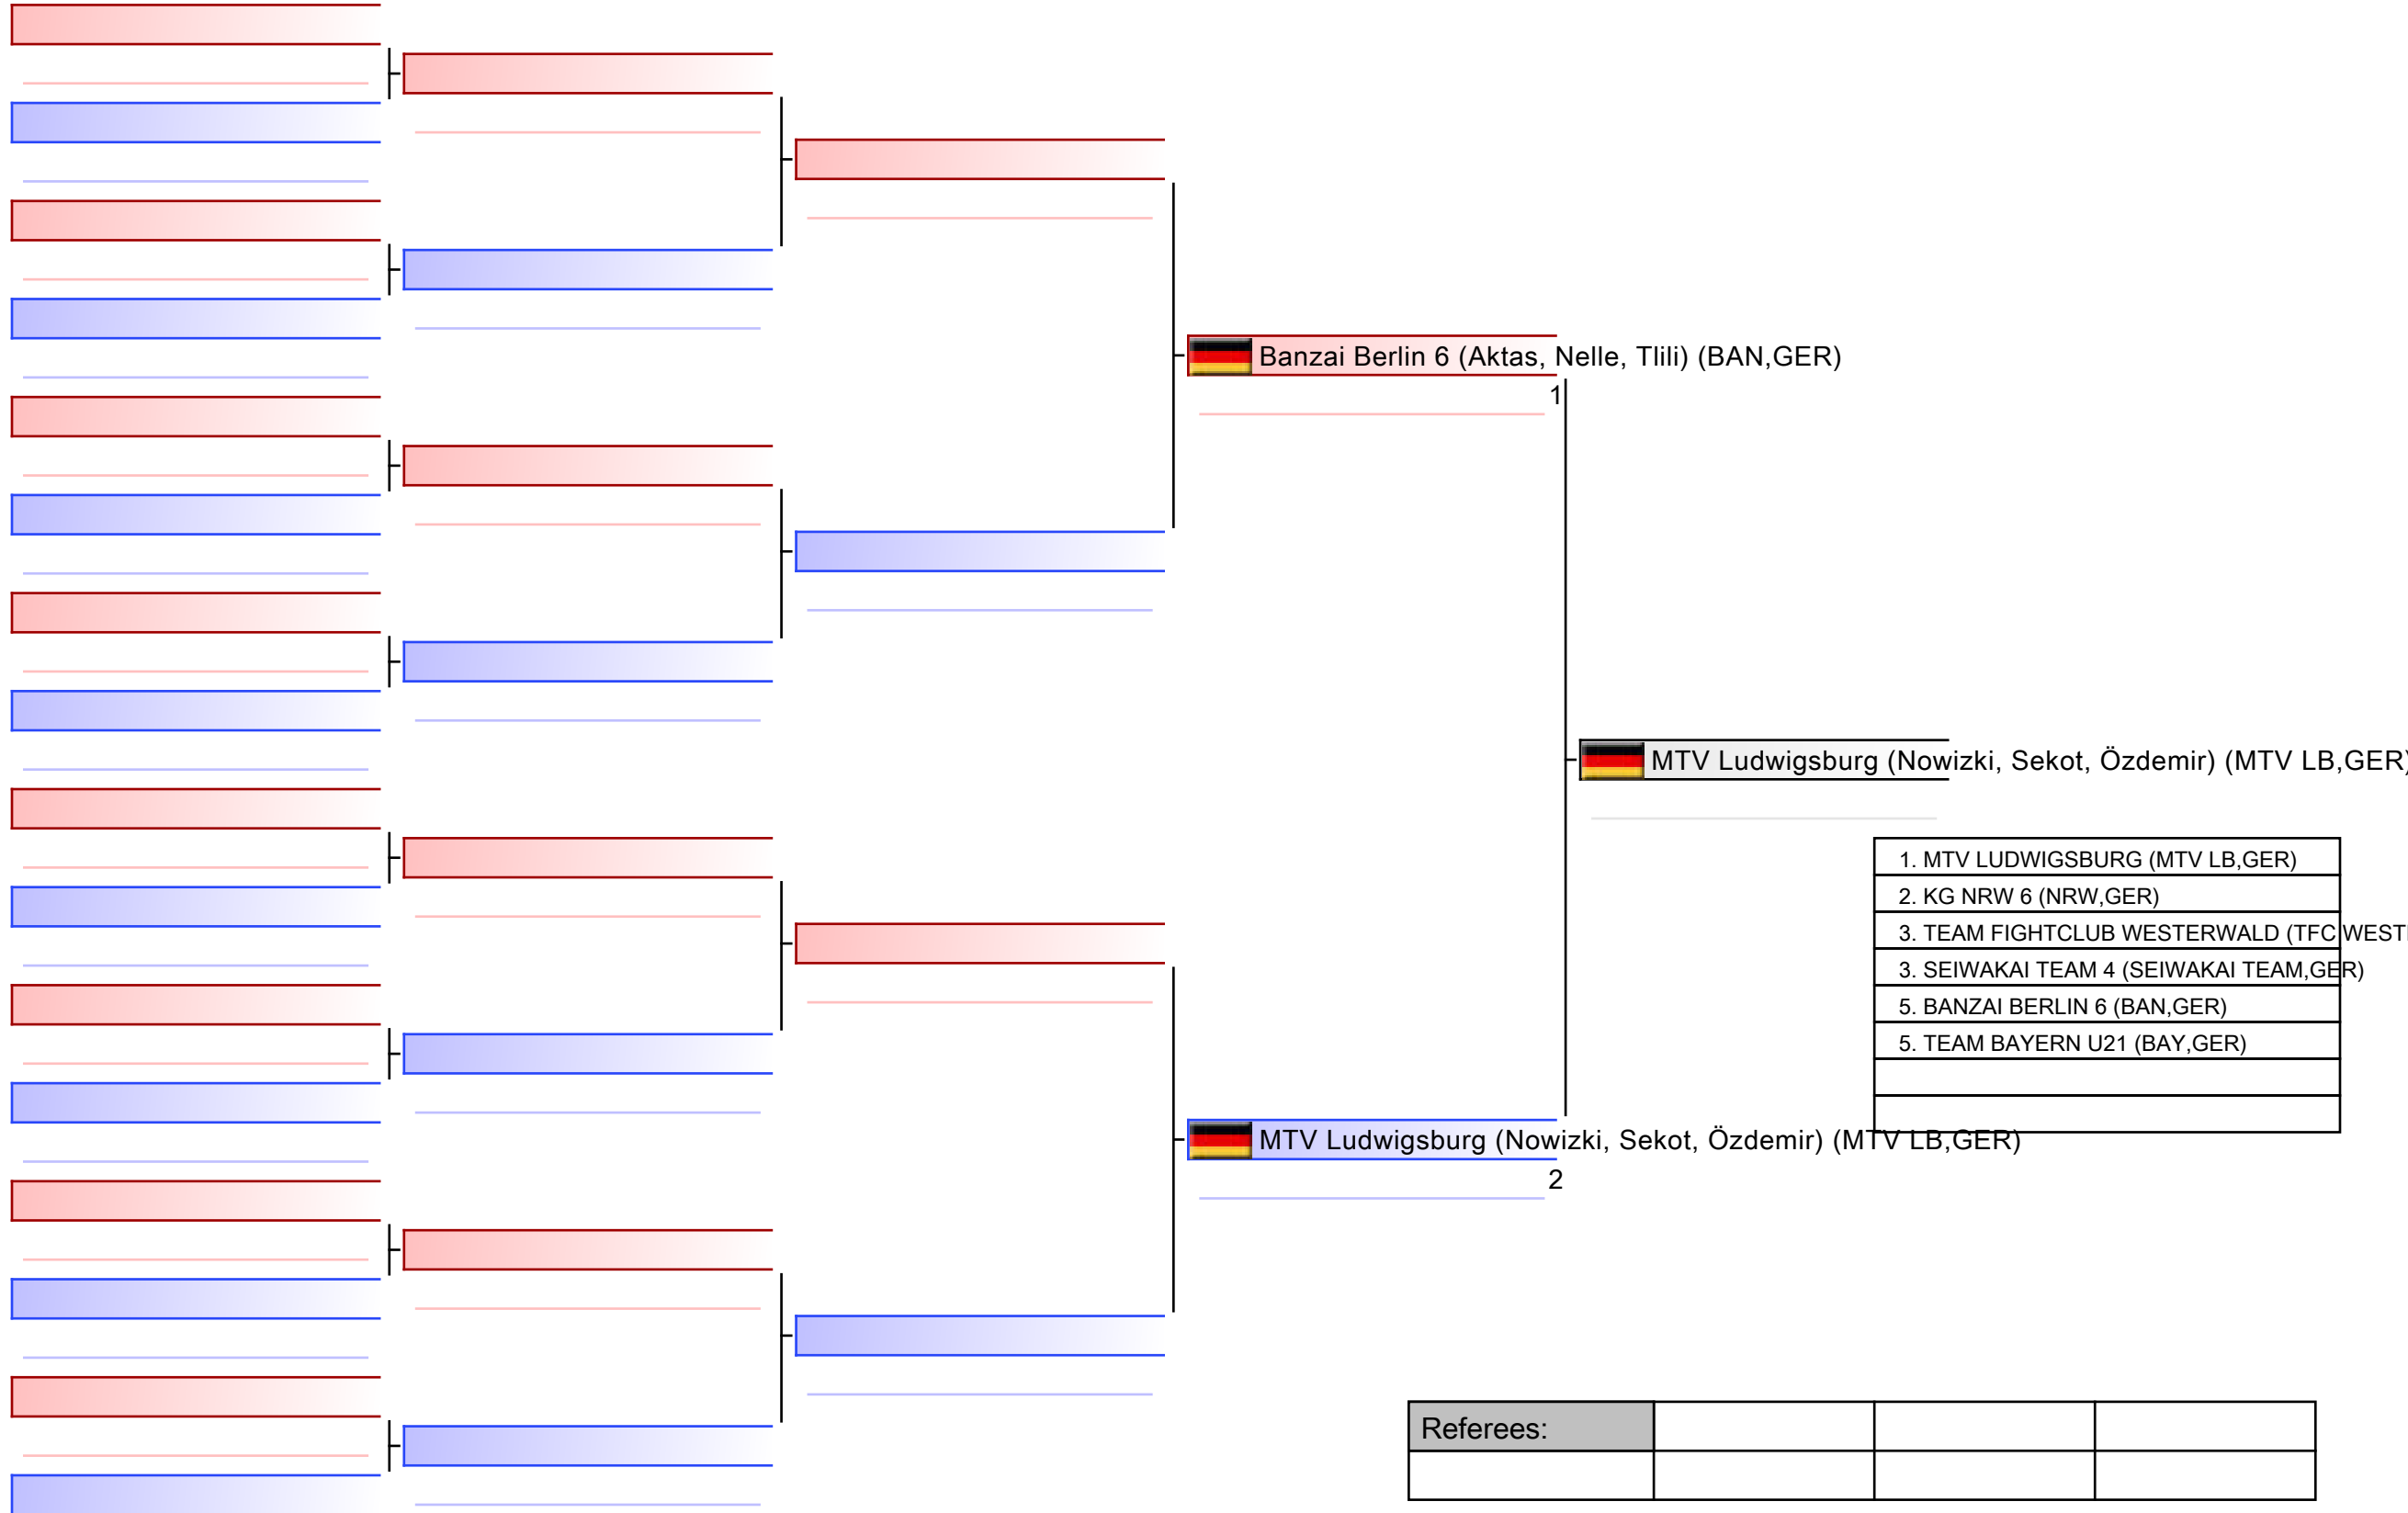 Banzai Berlin 6 (Aktas, Nelle, Tlili) (BAN,GER)
1
MTV Ludwigsburg (Nowizki, Sekot, Özdemir) (MTV LB,GER)
1. MTV LUDWIGSBURG (MTV LB,GER)
2. KG NRW 6 (NRW,GER)
3. TEAM FIGHTCLUB WESTERWALD (TFC WEST
3. SEIWAKAI TEAM 4 (SEIWAKAI TEAM,GER)
5. BANZAI BERLIN 6 (BAN,GER)
5. TEAM BAYERN U21 (BAY,GER)
MTV Ludwigsburg (Nowizki, Sekot, Özdemir) (MTV LB,GER)
2
Referees: